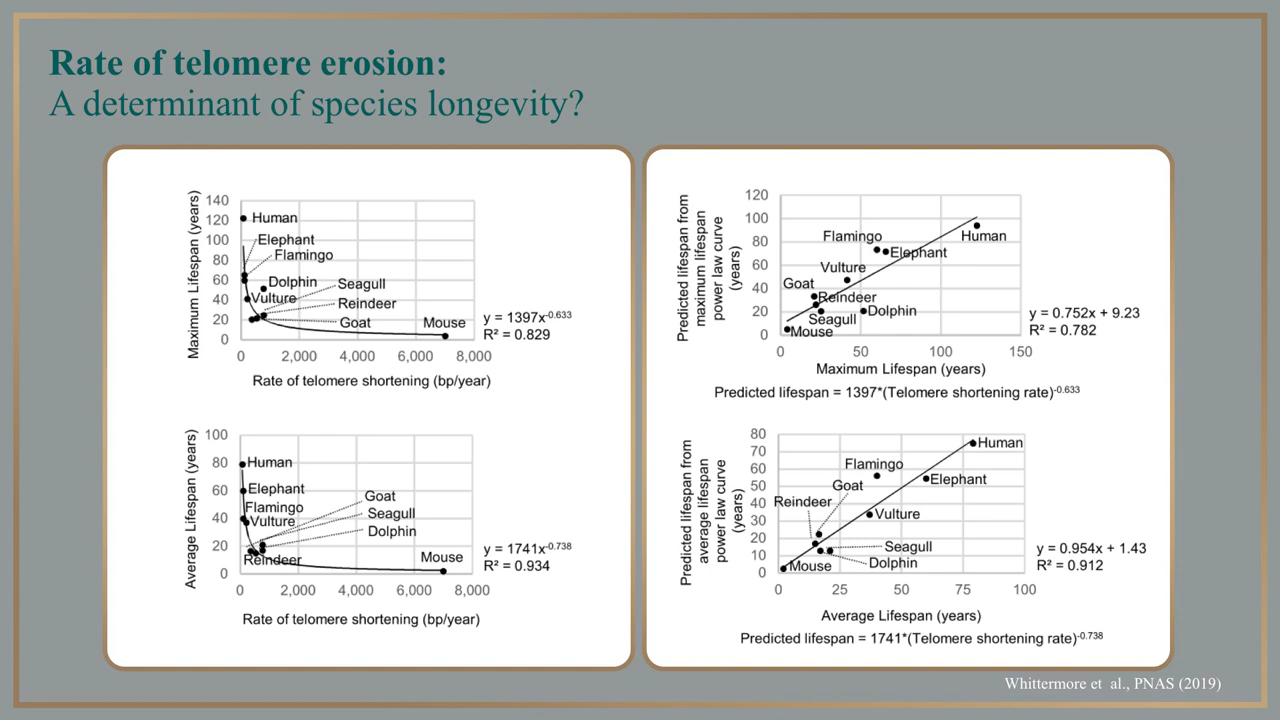 Rate of telomere erosion:
A determinant of species longevity?
Maximum Lifespan (years)
140
120
100
80
60
40
20
0
Human
Elephant
Flamingo
Dolphin
Seagull
Vulture
Reindeer
Goat
Mouse
y = 1397x^-0.633
R² = 0.829
0 2,000 4,000 6,000 8,000
Rate of telomere shortening (bp/year)
Average Lifespan (years)
100
80
60
40
20
0
Human
Elephant
Flamingo
Vulture
Goat
Seagull
Dolphin
Reindeer
Mouse
y = 1741x^-0.738
R² = 0.934
0 2,000 4,000 6,000 8,000
Rate of telomere shortening (bp/year)
Predicted lifespan from
maximum lifespan
power law curve
(years)
120
100
80
60
40
20
0
Flamingo
Human
Elephant
Vulture
Goat
Reindeer
Dolphin
Seagull
Mouse
y = 0.752x + 9.23
R² = 0.782
0 50 100 150
Maximum Lifespan (years)
Predicted lifespan = 1397*(Telomere shortening rate)^-0.633
Predicted lifespan from
average lifespan
power law curve
(years)
80
70
60
50
40
30
20
10
0
Human
Flamingo
Elephant
Goat
Reindeer
Vulture
Seagull
Dolphin
Mouse
y = 0.954x + 1.43
R² = 0.912
0 25 50 75 100
Average Lifespan (years)
Predicted lifespan = 1741*(Telomere shortening rate)^-0.738
Whittermore et al., PNAS (2019)